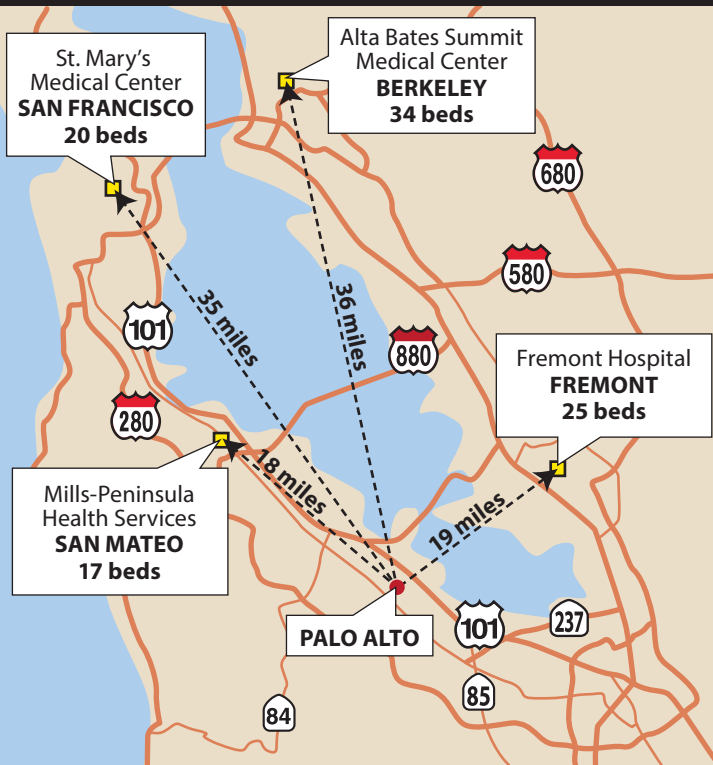 St. Mary's
Medical Center
SAN FRANCISCO
20 beds
Alta Bates Summit
Medical Center
BERKELEY
34 beds
680
580
35 miles
36 miles
101
880
280
Fremont Hospital
FREMONT
25 beds
18 miles
19 miles
Mills-Peninsula
Health Services
SAN MATEO
17 beds
PALO ALTO
101
237
85
84